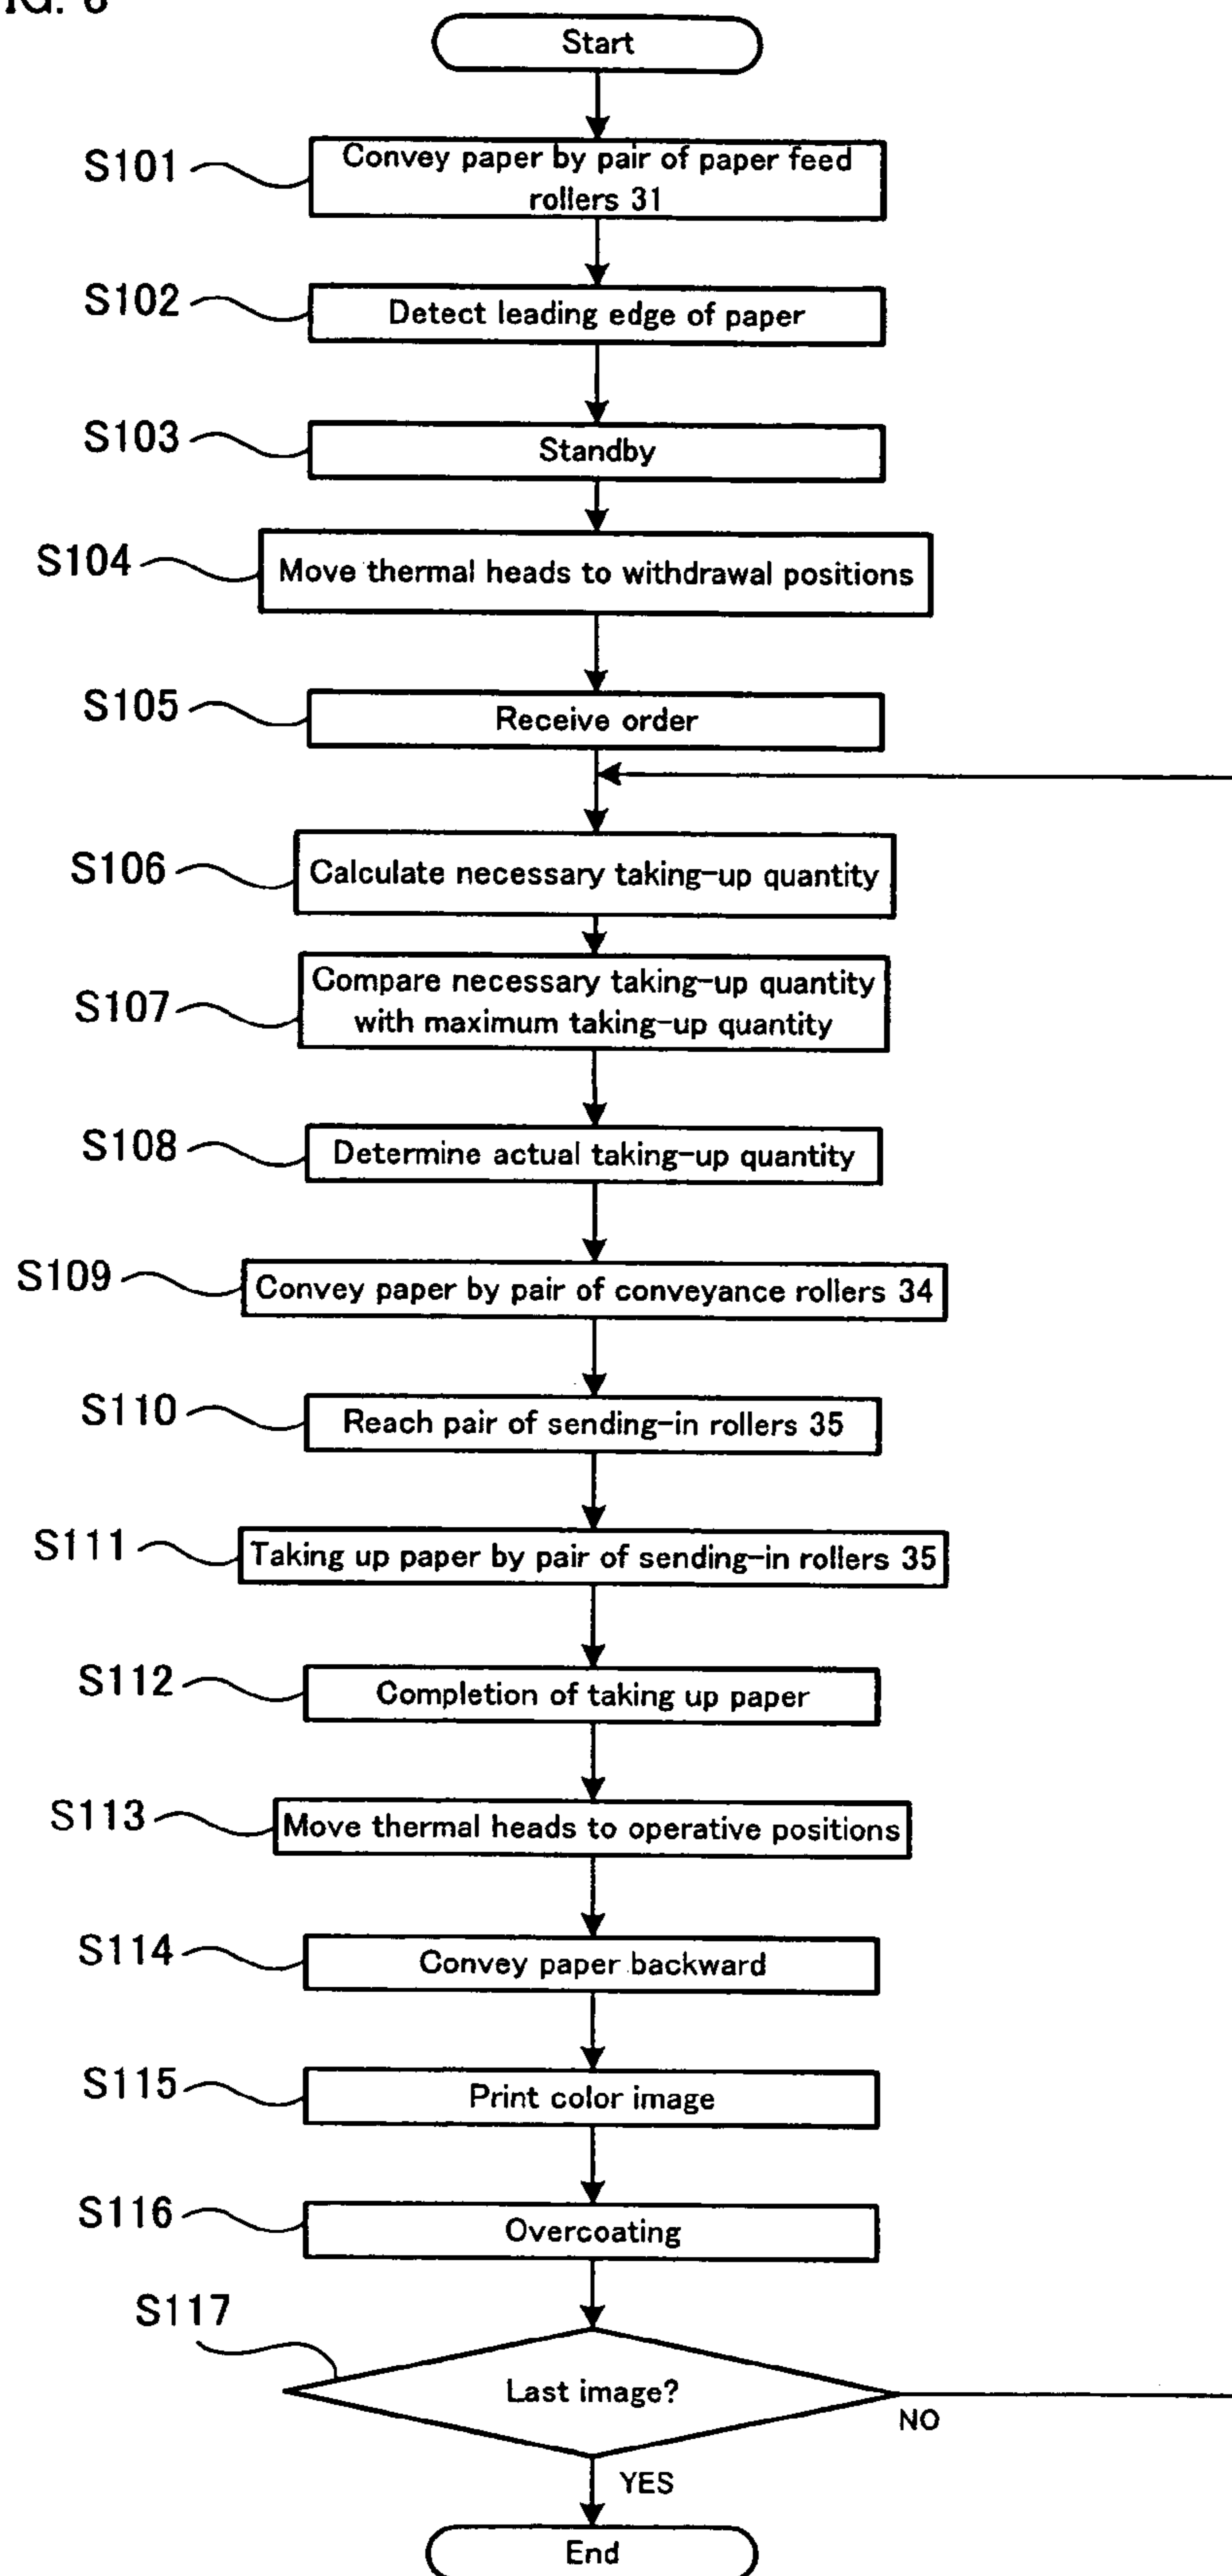 Start
S101
Convey paper by pair of paper feed
rollers 31
S102
Detect leading edge of paper
S103
Standby
S104
Move thermal heads to withdrawal positions
S105
Receive order
S106
Calculate necessary taking-up quantity
S107
Compare necessary taking-up quantity
with maximum taking-up quantity
S108
Determine actual taking-up quantity
S109
Convey paper by pair of conveyance rollers 34
S110
Reach pair of sending-in rollers 35
S111
Taking up paper by pair of sending-in rollers 35
S112
Completion of taking up paper
S113
Move thermal heads to operative positions
S114
Convey paper backward
S115
Print color image
S116
Overcoating
S117
Last image?
NO
YES
End